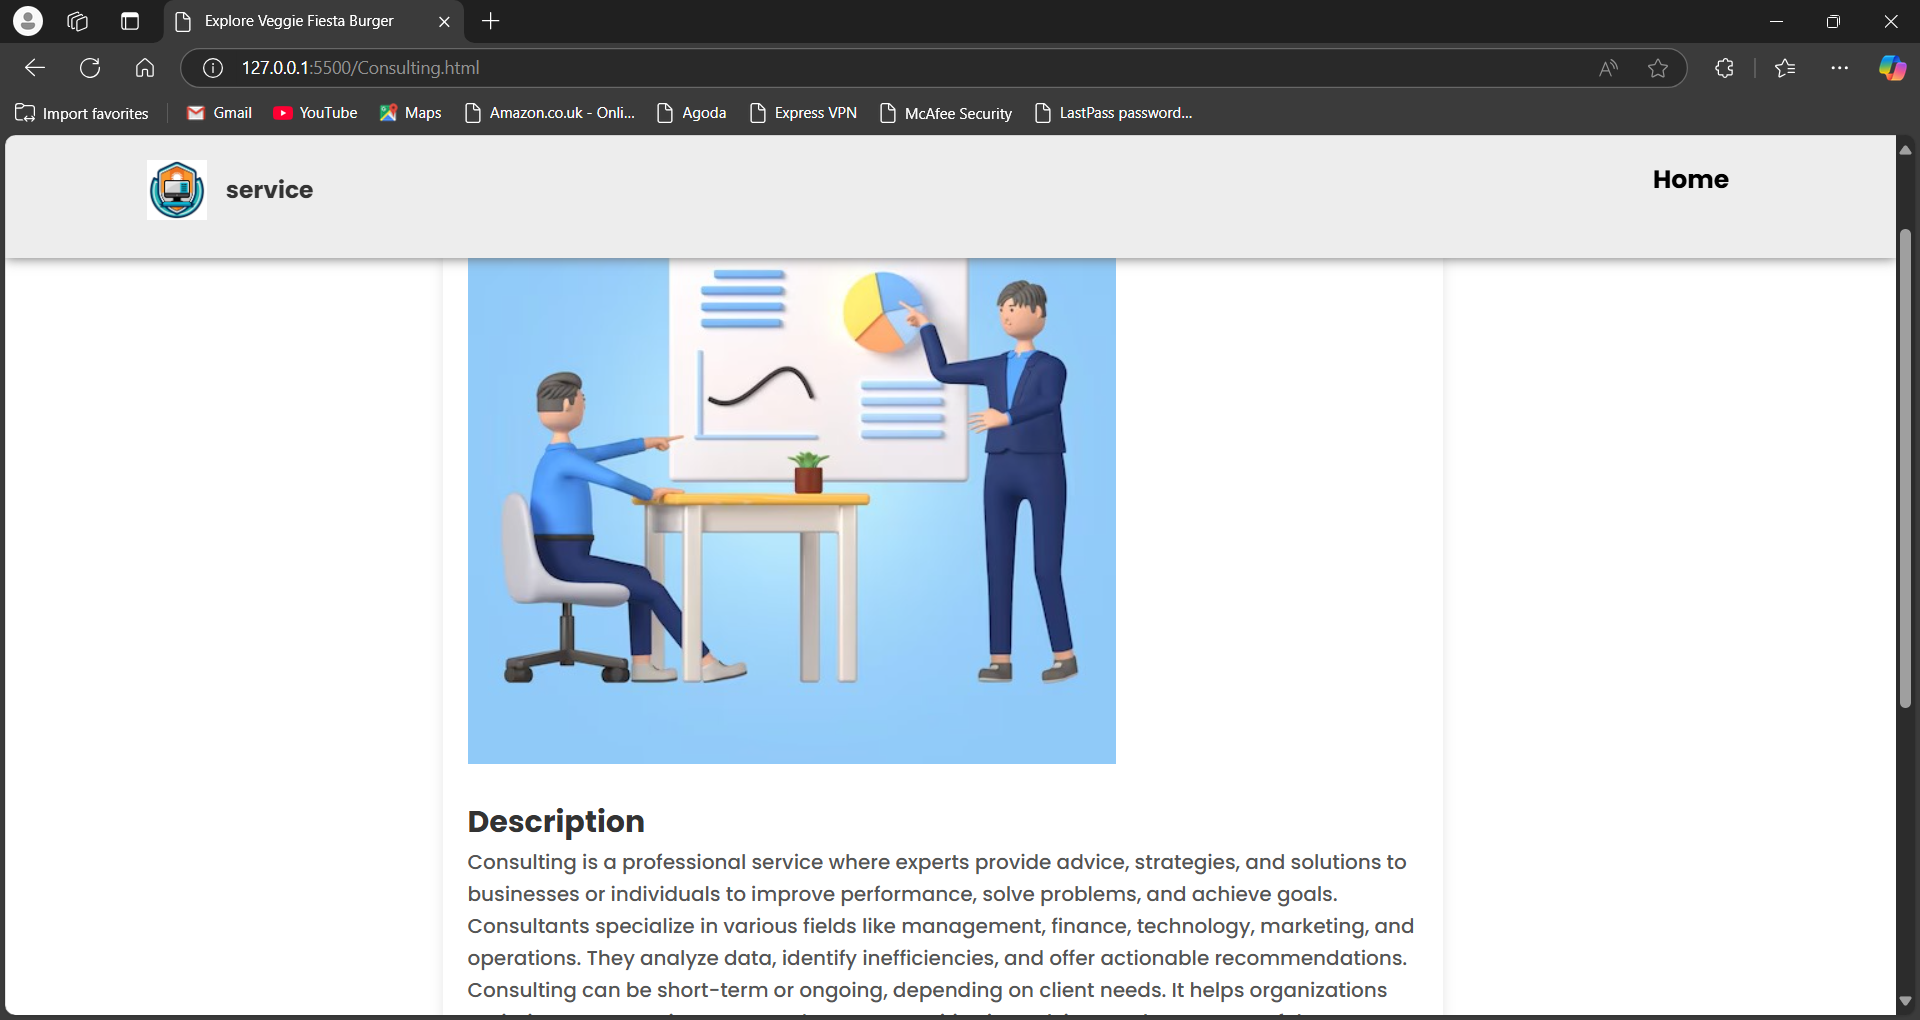 Explore Veggie Fiesta Burger
127.0.0.1:5500/Consulting.html
Import favorites
Gmail
YouTube
Maps
Amazon.co.uk - Onli...
Agoda
Express VPN
McAfee Security
LastPass password...
service
Home
Description
Consulting is a professional service where experts provide advice, strategies, and solutions to
businesses or individuals to improve performance, solve problems, and achieve goals.
Consultants specialize in various fields like management, finance, technology, marketing, and
operations. They analyze data, identify inefficiencies, and offer actionable recommendations.
Consulting can be short-term or ongoing, depending on client needs. It helps organizations